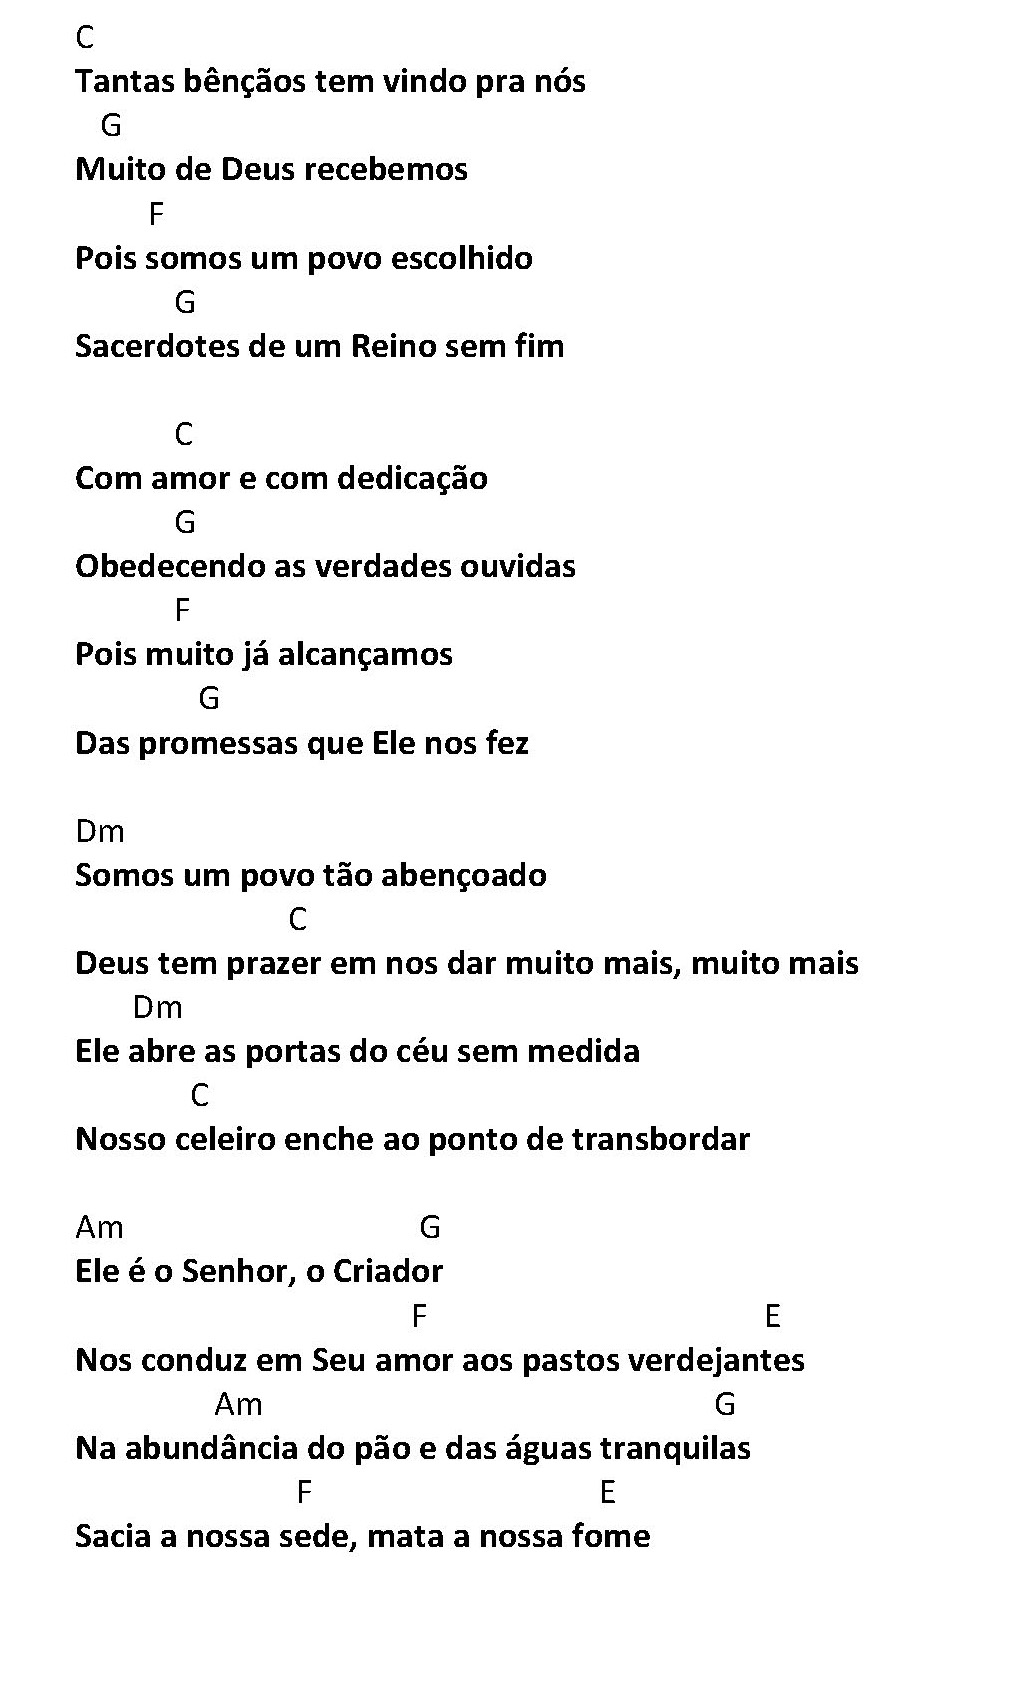 C
Tantas bênçãos tem vindo pra nós
G
Muito de Deus recebemos
F
Pois somos um povo escolhido
G
Sacerdotes de um Reino sem fim
C
Com amor e com dedicação
G
Obedecendo as verdades ouvidas
F
Pois muito já alcançamos
G
Das promessas que Ele nos fez
Dm
Somos um povo tão abençoado
C
Deus tem prazer em nos dar muito mais, muito mais
Dm
Ele abre as portas do céu sem medida
C
Nosso celeiro enche ao ponto de transbordar
Am G
Ele é o Senhor, o Criador
F E
Nos conduz em Seu amor aos pastos verdejantes
Am G
Na abundância do pão e das águas tranquilas
F E
Sacia a nossa sede, mata a nossa fome